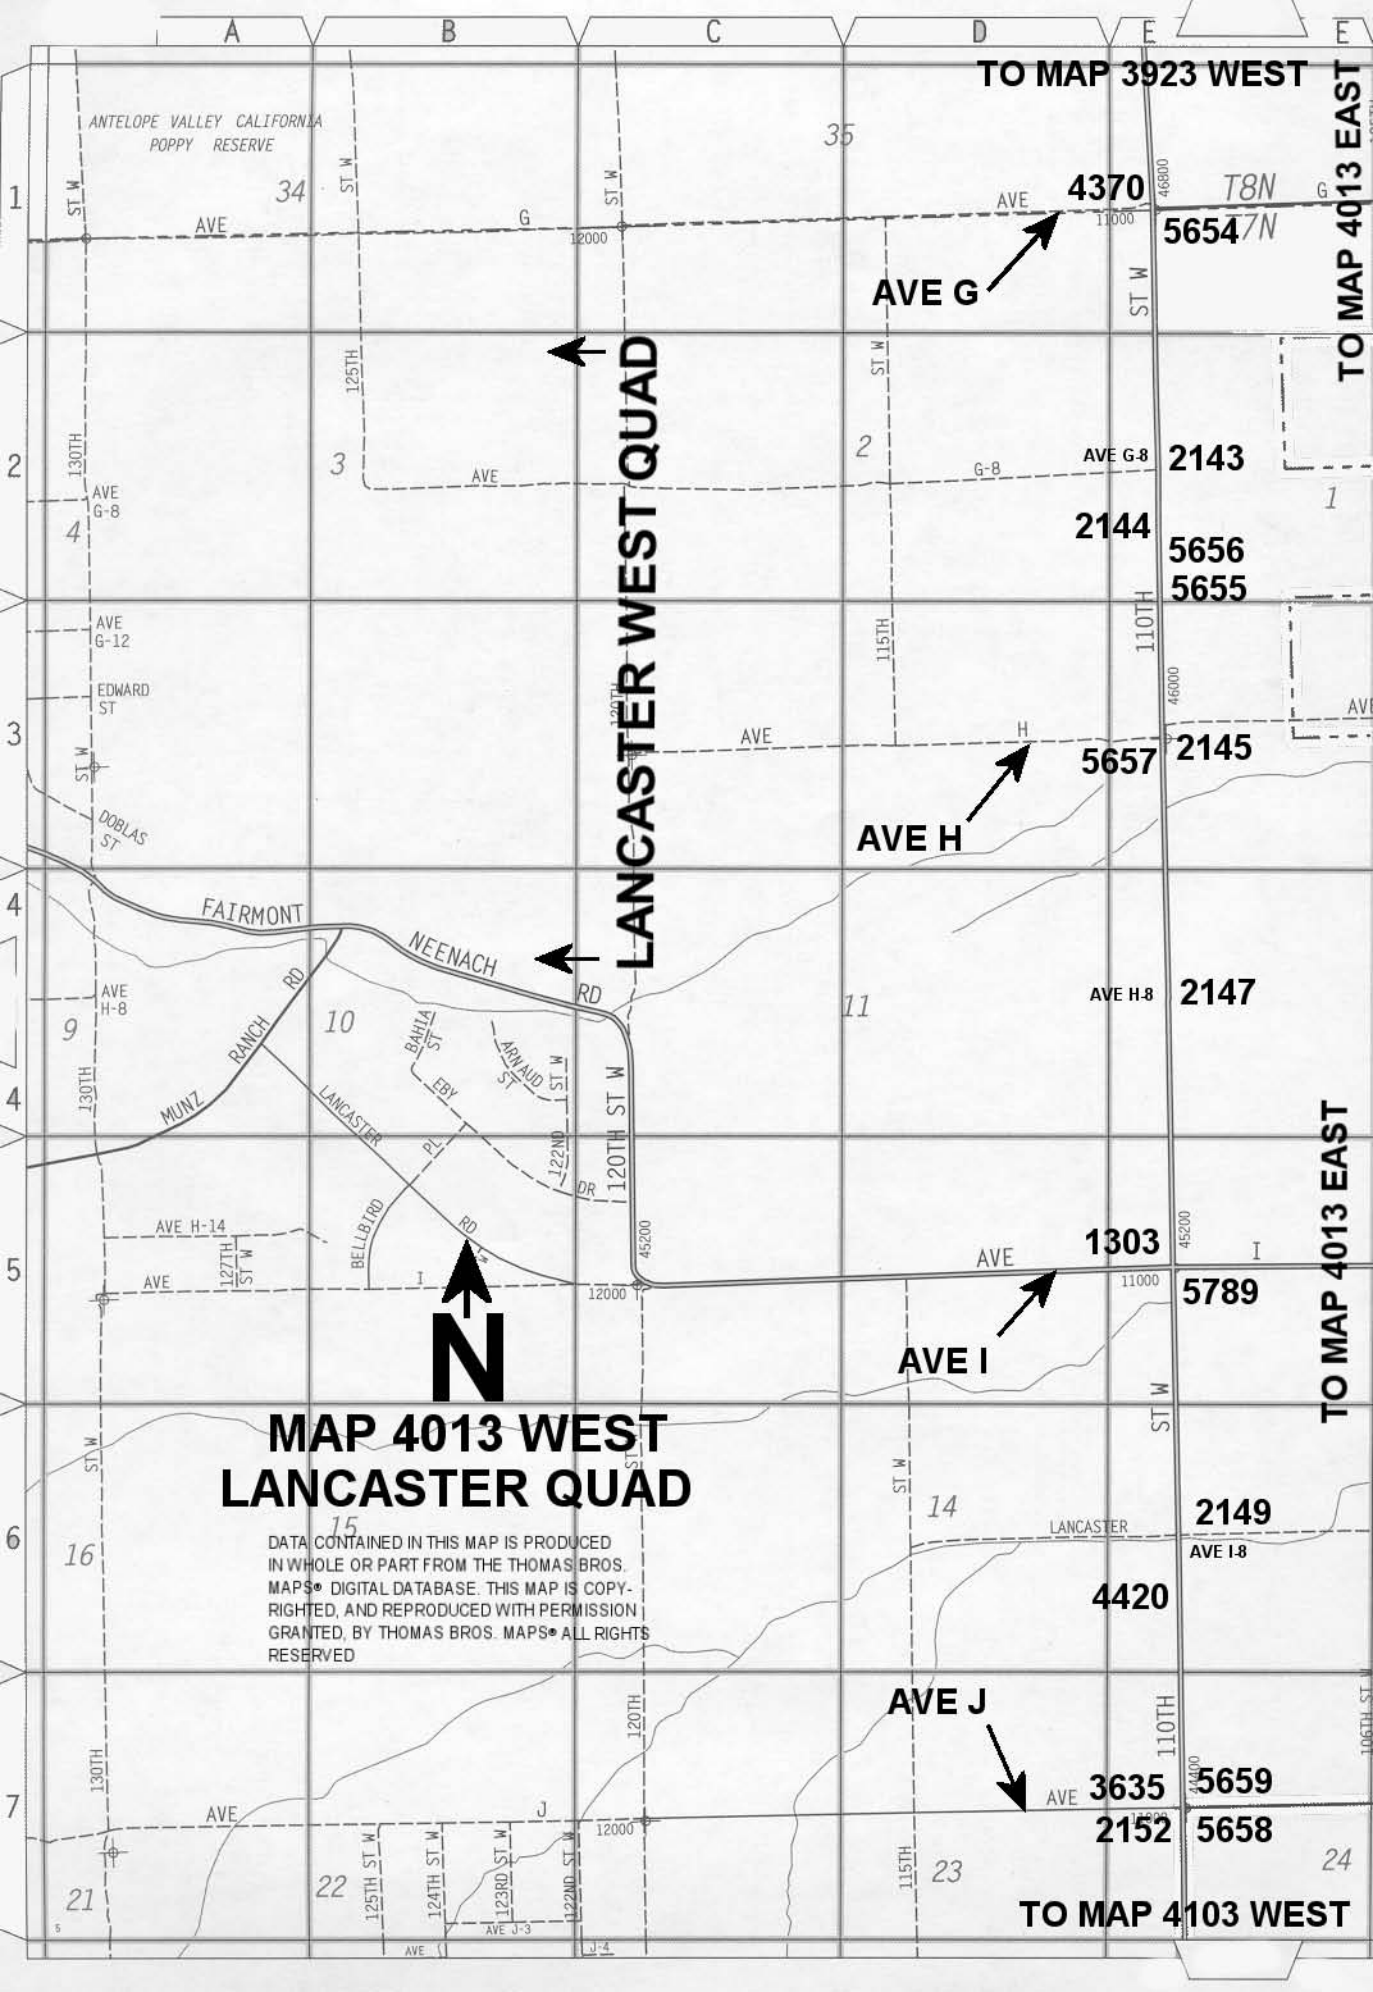 A B C D E E
TO MAP 3923 WEST
TO MAP 4013 EAST
ANTELOPE VALLEY CALIFORNIA
POPPY RESERVE
35
34
1
ST W
ST W
ST W
46800
4370
T8N
G
AVE
G
AVE
11000
12000
5654
T7N
AVE G
ST W
LANCASTER WEST QUAD
125TH
ST W
130TH
2
3
2
AVE G-8
2143
AVE
G-8
AVE
G-8
4
1
2144
5656
5655
110TH
AVE
G-12
115TH
EDWARD
ST
120TH
46000
3
ST W
AVE
H
AVE
5657
2145
DOBLAS
ST
AVE H
4
FAIRMONT
NEENACH
RD
AVE
H-8
RD
9
10
11
AVE H-8
2147
BAHIA
ST
RANCH
ARNAUD
ST
ST W
EBY
130TH
4
MUNZ
LANCASTER
120TH ST W
122ND
PL
DR
TO MAP 4013 EAST
BELLBIRD
RD
AVE H-14
127TH
ST W
45200
45200
5
AVE
I
12000
AVE
1303
I
11000
5789
N
AVE I
ST W
MAP 4013 WEST
LANCASTER QUAD
ST W
ST W
ST W
15
14
16
6
DATA CONTAINED IN THIS MAP IS PRODUCED
IN WHOLE OR PART FROM THE THOMAS BROS.
MAPS® DIGITAL DATABASE. THIS MAP IS COPY-
RIGHTED, AND REPRODUCED WITH PERMISSION
GRANTED, BY THOMAS BROS. MAPS® ALL RIGHTS
RESERVED
LANCASTER
2149
AVE I-8
4420
AVE J
120TH
110TH
106TH ST W
130TH
44400
7
AVE
J
12000
AVE
3635
5659
11000
2152
5658
125TH ST W
124TH ST W
123RD ST W
122ND ST W
115TH
ST W
21
22
23
24
5
AVE J-3
AVE
J-4
TO MAP 4103 WEST